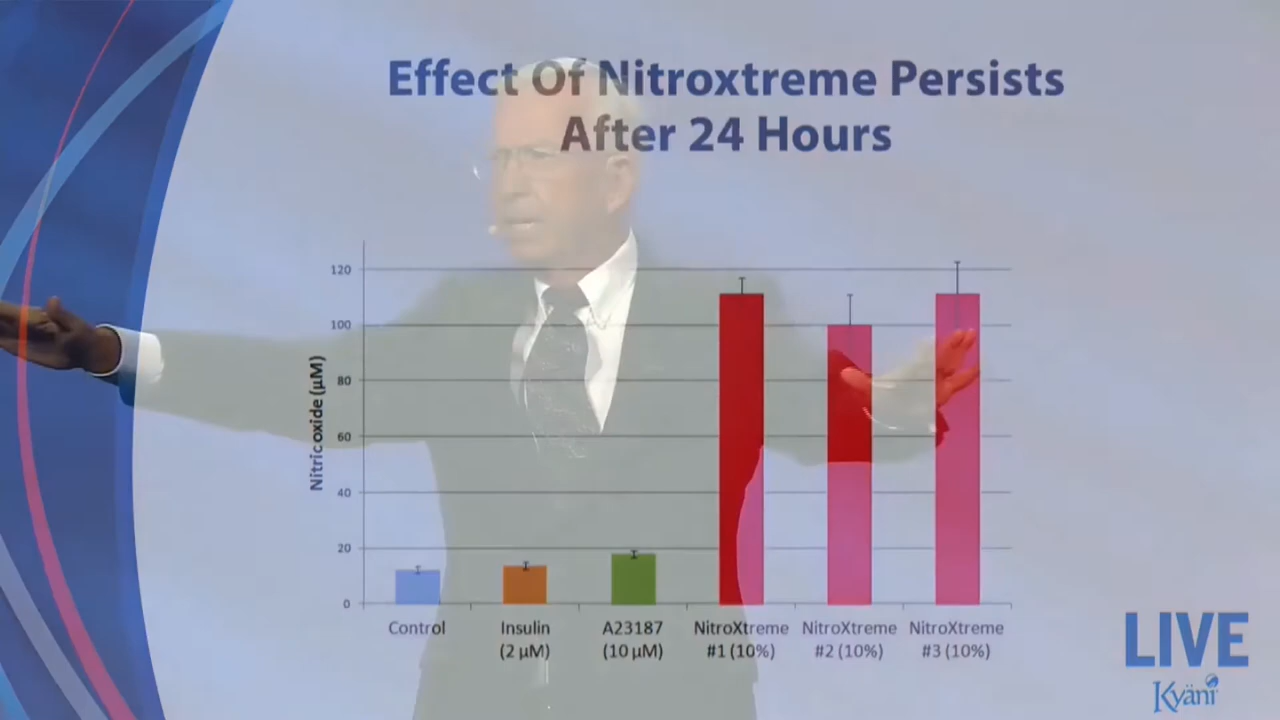 Effect Of Nitroxtreme Persists
After 24 Hours
Nitric oxide (µM)
120
100
80
60
40
20
0
Control
Insulin
(2 µM)
A23187
(10 µM)
NitroXtreme
#1 (10%)
NitroXtreme
#2 (10%)
NitroXtreme
#3 (10%)
LIVE
Kyäni